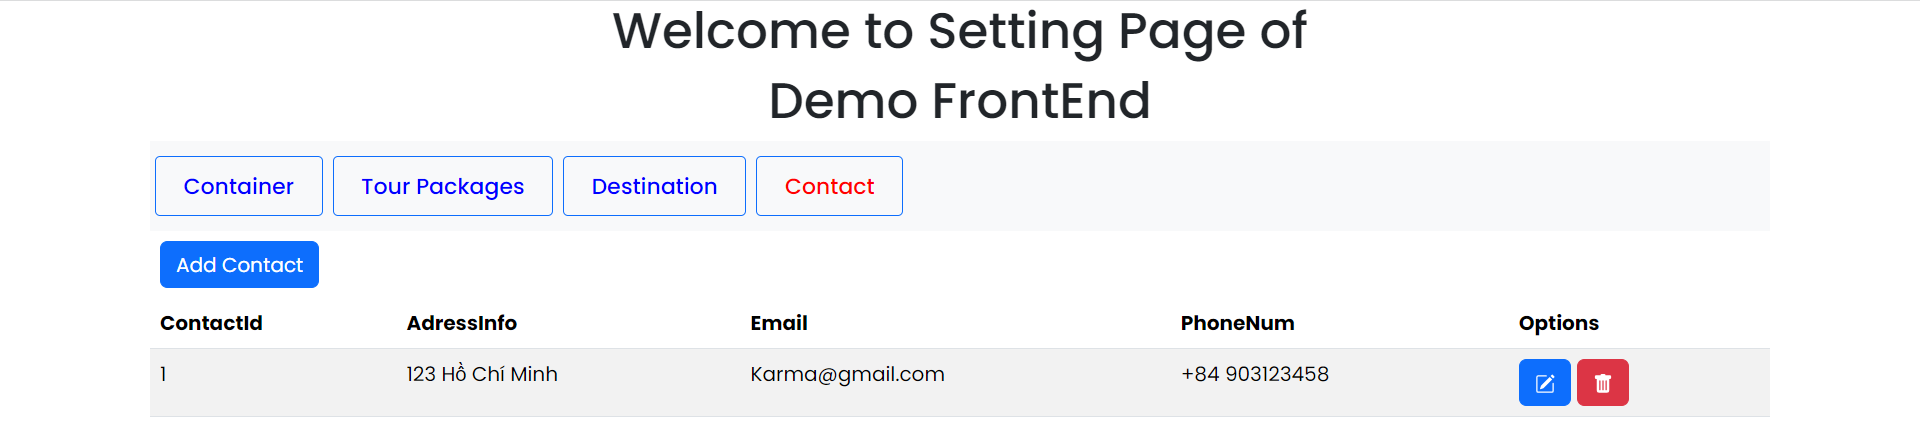 Welcome to Setting Page of
Demo FrontEnd
Container Tour Packages Destination Contact
Add Contact
ContactId AdressInfo Email PhoneNum Options
1 123 Hồ Chí Minh Karma@gmail.com +84 903123458